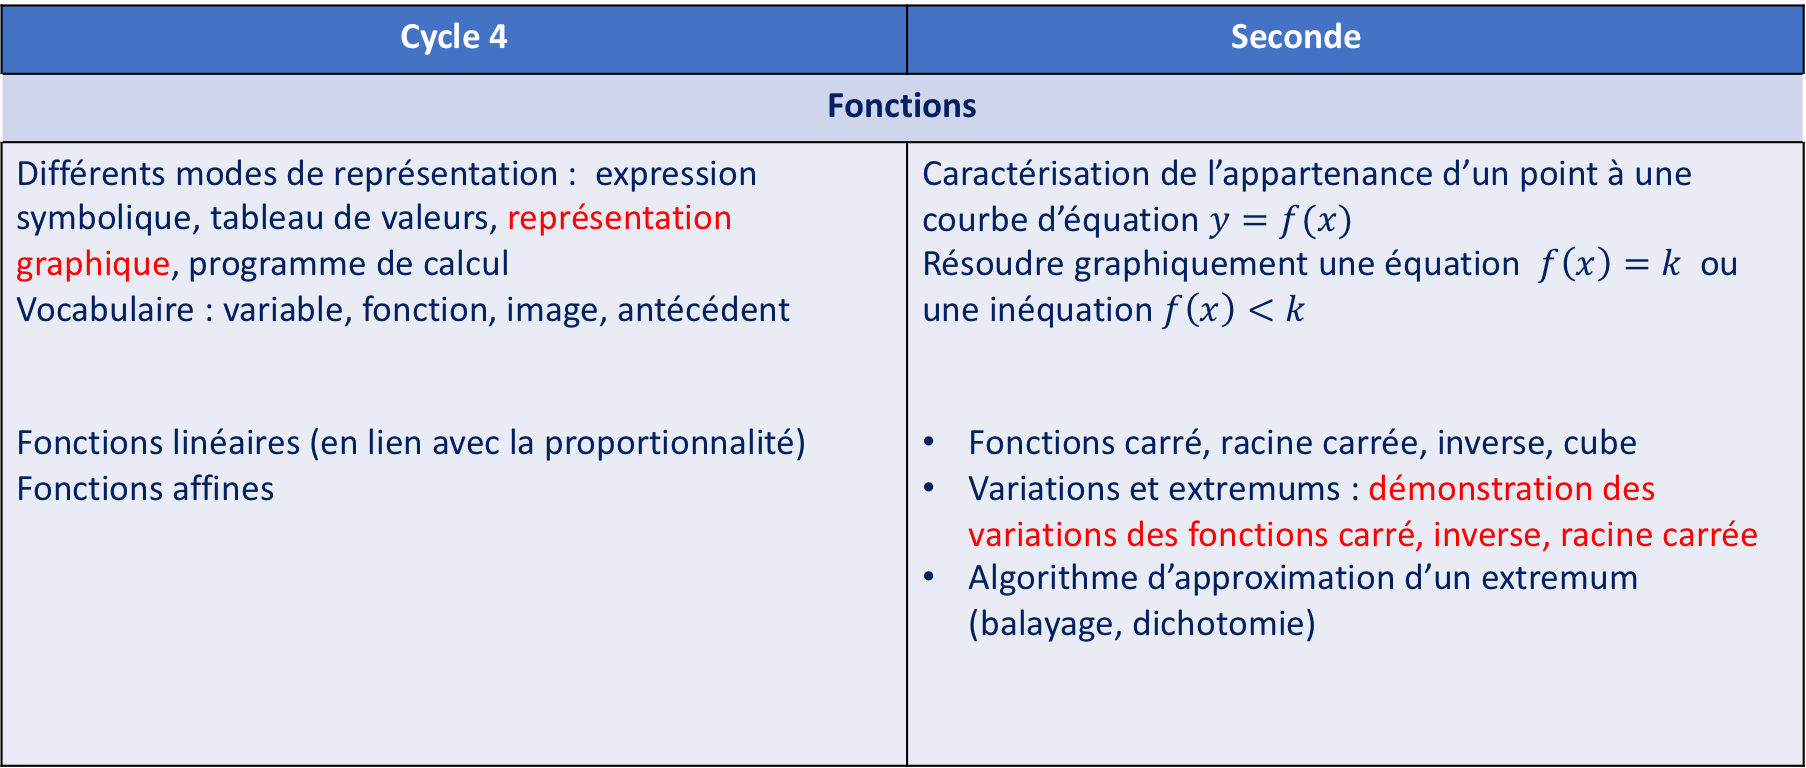 Cycle 4
Seconde
Fonctions
Différents modes de représentation :  expression
symbolique, tableau de valeurs, représentation
graphique, programme de calcul
Vocabulaire : variable, fonction, image, antécédent
Fonctions linéaires (en lien avec la proportionnalité)
Fonctions affines
Caractérisation de l’appartenance d’un point à une
courbe d’équation y = f(x)
Résoudre graphiquement une équation f(x) = k ou
une inéquation f(x) < k
• Fonctions carré, racine carrée, inverse, cube
• Variations et extremums : démonstration des
variations des fonctions carré, inverse, racine carrée
• Algorithme d’approximation d’un extremum
(balayage, dichotomie)